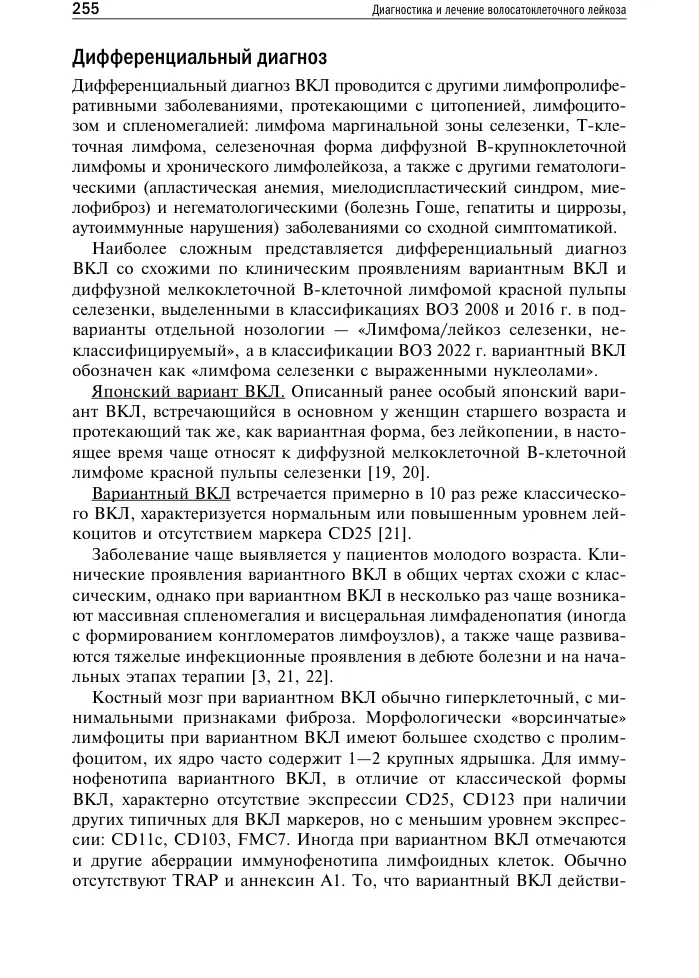 255
Диагностика и лечение волосатоклеточного лейкоза
Дифференциальный диагноз
Дифференциальный диагноз ВКЛ проводится с другими лимфопролифе-
ративными заболеваниями, протекающими с цитопенией, лимфоцито-
зом и спленомегалией: лимфома маргинальной зоны селезенки, Т-кле-
точная лимфома, селезеночная форма диффузной В-крупноклеточной
лимфомы и хронического лимфолейкоза, а также с другими гематологи-
ческими (апластическая анемия, миелодиспластический синдром, мие-
лофиброз) и негематологическими (болезнь Гоше, гепатиты и циррозы,
аутоиммунные нарушения) заболеваниями со сходной симптоматикой.
Наиболее сложным представляется дифференциальный диагноз
ВКЛ со схожими по клиническим проявлениям вариантным ВКЛ и
диффузной мелкоклеточной В-клеточной лимфомой красной пульпы
селезенки, выделенными в классификациях ВОЗ 2008 и 2016 г. в под-
варианты отдельной нозологии — «Лимфома/лейкоз селезенки, не-
классифицируемый», а в классификации ВОЗ 2022 г. вариантный ВКЛ
обозначен как «лимфома селезенки с выраженными нуклеолами».
Японский вариант ВКЛ. Описанный ранее особый японский вари-
ант ВКЛ, встречающийся в основном у женщин старшего возраста и
протекающий так же, как вариантная форма, без лейкопении, в насто-
ящее время чаще относят к диффузной мелкоклеточной В-клеточной
лимфоме красной пульпы селезенки [19, 20].
Вариантный ВКЛ встречается примерно в 10 раз реже классическо-
го ВКЛ, характеризуется нормальным или повышенным уровнем лей-
коцитов и отсутствием маркера CD25 [21].
Заболевание чаще выявляется у пациентов молодого возраста. Кли-
нические проявления вариантного ВКЛ в общих чертах схожи с клас-
сическим, однако при вариантном ВКЛ в несколько раз чаще возника-
ют массивная спленомегалия и висцеральная лимфаденопатия (иногда
с формированием конгломератов лимфоузлов), а также чаще развива-
ются тяжелые инфекционные проявления в дебюте болезни и на нача-
льных этапах терапии [3, 21, 22].
Костный мозг при вариантном ВКЛ обычно гиперклеточный, с ми-
нимальными признаками фиброза. Морфологически «ворсинчатые»
лимфоциты при вариантном ВКЛ имеют большее сходство с пролим-
фоцитом, их ядро часто содержит 1—2 крупных ядрышка. Для имму-
нофенотипа вариантного ВКЛ, в отличие от классической формы
ВКЛ, характерно отсутствие экспрессии CD25, CD123 при наличии
других типичных для ВКЛ маркеров, но с меньшим уровнем экспрес-
сии: CD11c, CD103, FMC7. Иногда при вариантном ВКЛ отмечаются
и другие аберрации иммунофенотипа лимфоидных клеток. Обычно
отсутствуют TRAP и аннексин А1. То, что вариантный ВКЛ действи-